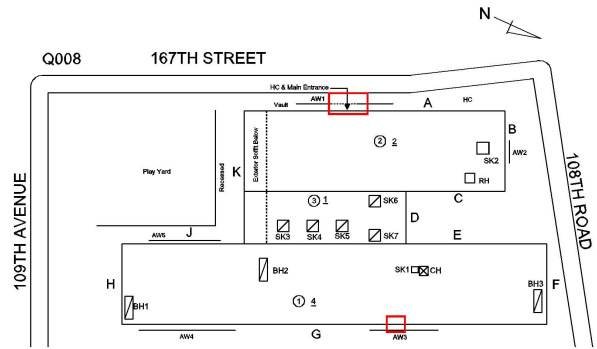 N
Q008 167TH STREET
HC & Main Entrance
Vault AW1 A HC
B
② 2
SK2 AW2
Exterior Soffit Below
Play Yard
Recessed
K
RH
C
③ 1 SK6
D
SK3 SK4 SK5 SK7
J
AW5
E
109TH AVENUE
108TH ROAD
H
BH1
BH2
SK1 CH
BH3
F
① 4
AW4 G AW3